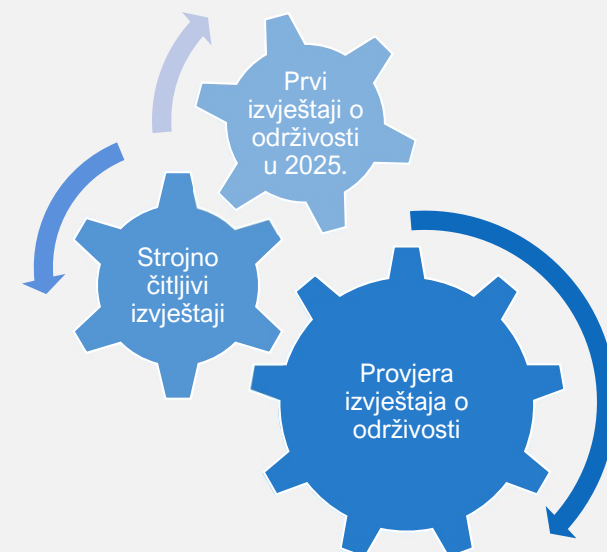 Prvi
izvještaji o
održivosti
u 2025.
Strojno
čitljivi
izvještaji
Provjera
izvještaja o
održivosti